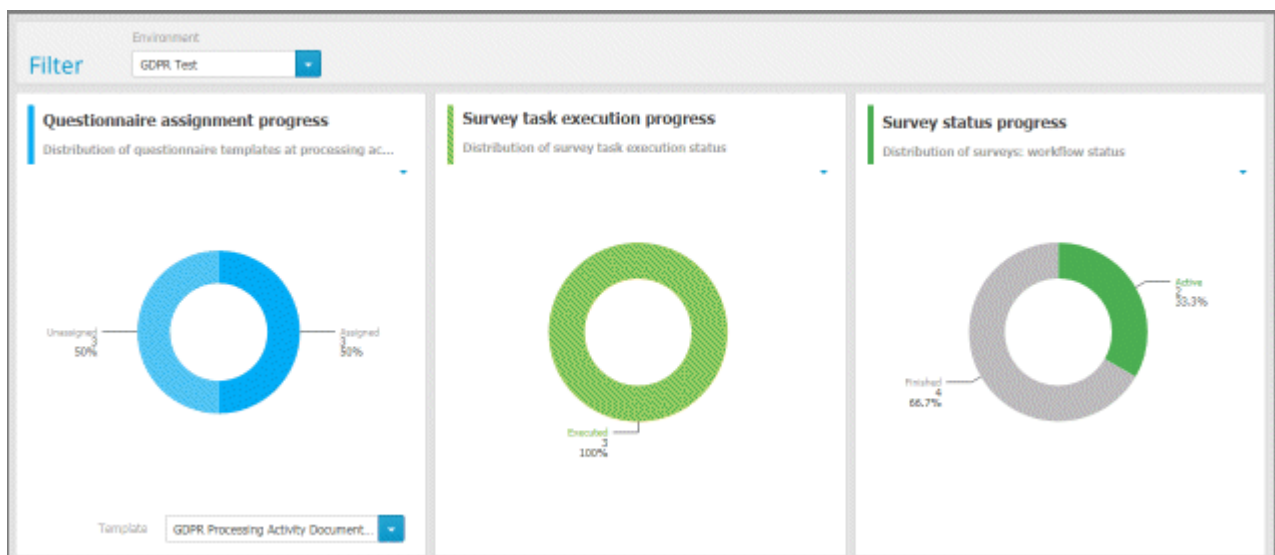 Environment
Filter
GDPR Test
Questionnaire assignment progress
Distribution of questionnaire templates at processing ac...
Survey task execution progress
Distribution of survey task execution status
Survey status progress
Distribution of surveys: workflow status
Unassigned
3
50%
Assigned
3
50%
Executed
3
100%
Active
2
33.3%
Finished
4
66.7%
Template
GDPR Processing Activity Document...